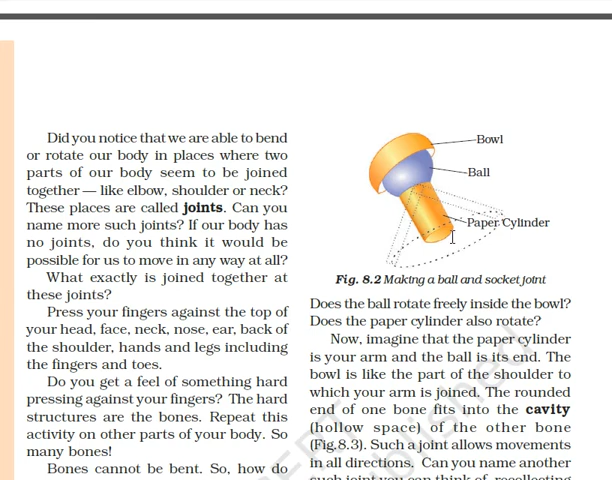 Did you notice that we are able to bend
or rotate our body in places where two
parts of our body seem to be joined
together — like elbow, shoulder or neck?
These places are called joints. Can you
name more such joints? If our body has
no joints, do you think it would be
possible for us to move in any way at all?
What exactly is joined together at
these joints?
Press your fingers against the top of
your head, face, neck, nose, ear, back of
the shoulder, hands and legs including
the fingers and toes.
Do you get a feel of something hard
pressing against your fingers? The hard
structures are the bones. Repeat this
activity on other parts of your body. So
many bones!
Bones cannot be bent. So, how do
Bowl
Ball
Paper Cylinder
Fig. 8.2 Making a ball and socket joint
Does the ball rotate freely inside the bowl?
Does the paper cylinder also rotate?
Now, imagine that the paper cylinder
is your arm and the ball is its end. The
bowl is like the part of the shoulder to
which your arm is joined. The rounded
end of one bone fits into the cavity
(hollow space) of the other bone
(Fig.8.3). Such a joint allows movements
in all directions. Can you name another
such joint you can think of, recollecting